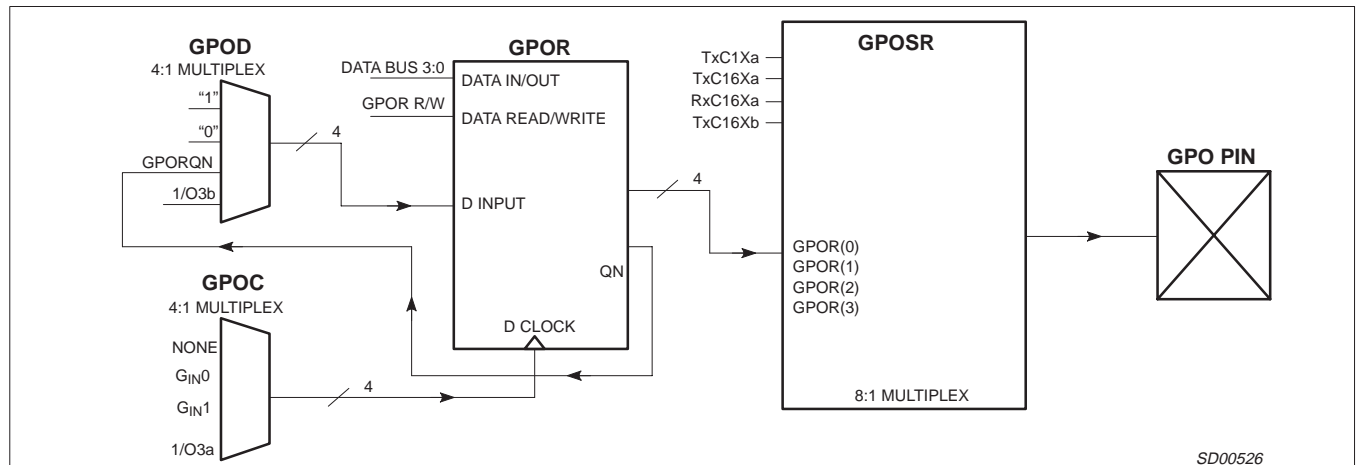 GPOD
4:1 MULTIPLEX
“1”
“0”
GPORQN
1/O3b
4
GPOC
4:1 MULTIPLEX
NONE
GIN0
GIN1
1/O3a
4
GPOR
DATA BUS 3:0
DATA IN/OUT
GPOR R/W
DATA READ/WRITE
D INPUT
QN
D CLOCK
4
GPOSR
TxC1Xa
TxC16Xa
RxC16Xa
TxC16Xb
GPOR(0)
GPOR(1)
GPOR(2)
GPOR(3)
8:1 MULTIPLEX
GPO PIN
SD00526